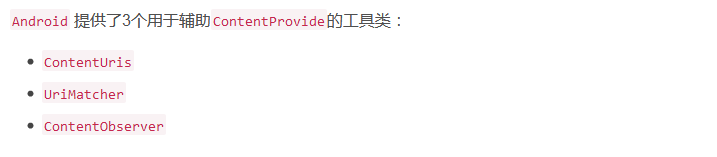 Android 提供了3个用于辅助ContentProvide的工具类：
ContentUris
UriMatcher
ContentObserver